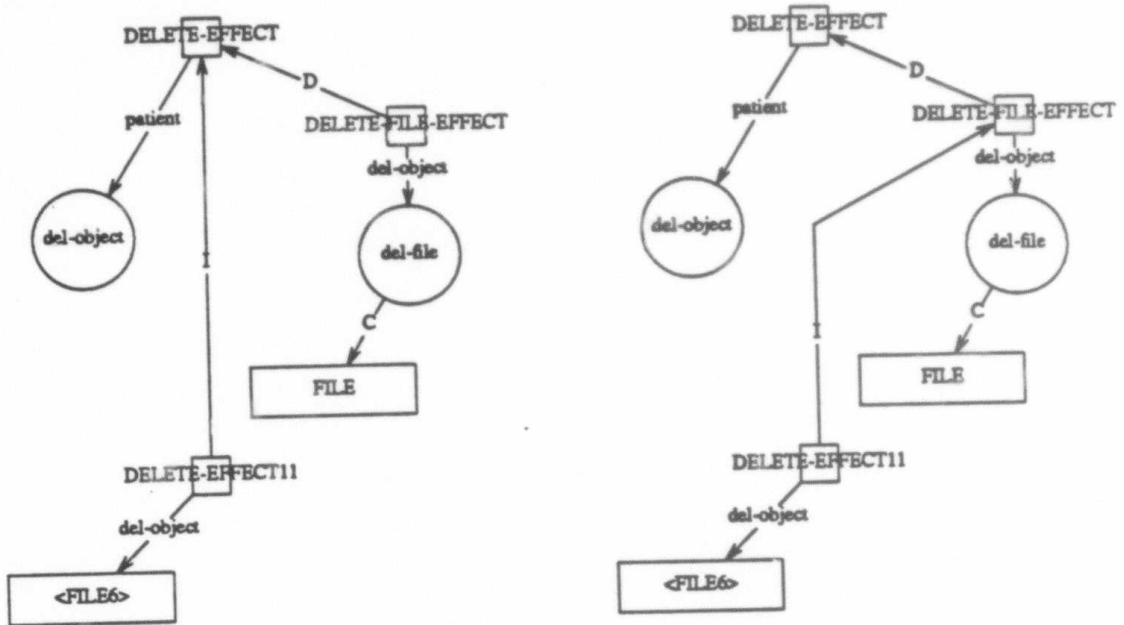 DELETE-EFFECT
D
patient
DELETE-FILE-EFFECT
del-object
del-object
del-file
I
C
FILE
DELETE-EFFECT11
del-object
<FILE6>
DELETE-EFFECT
D
patient
DELETE-FILE-EFFECT
del-object
del-object
del-file
C
I
FILE
DELETE-EFFECT11
del-object
<FILE6>